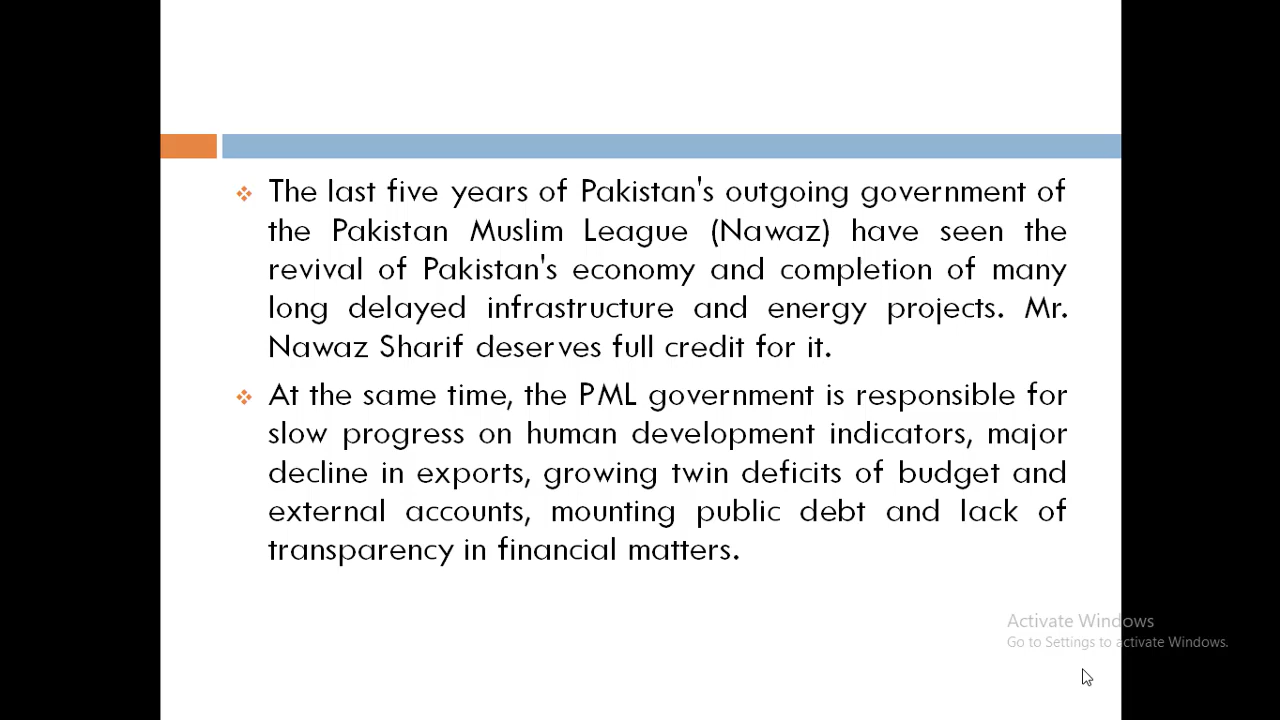 The last five years of Pakistan's outgoing government of
the Pakistan Muslim League (Nawaz) have seen the
revival of Pakistan's economy and completion of many
long delayed infrastructure and energy projects. Mr.
Nawaz Sharif deserves full credit for it.
At the same time, the PML government is responsible for
slow progress on human development indicators, major
decline in exports, growing twin deficits of budget and
external accounts, mounting public debt and lack of
transparency in financial matters.
Activate Windows
Go to Settings to activate Windows.